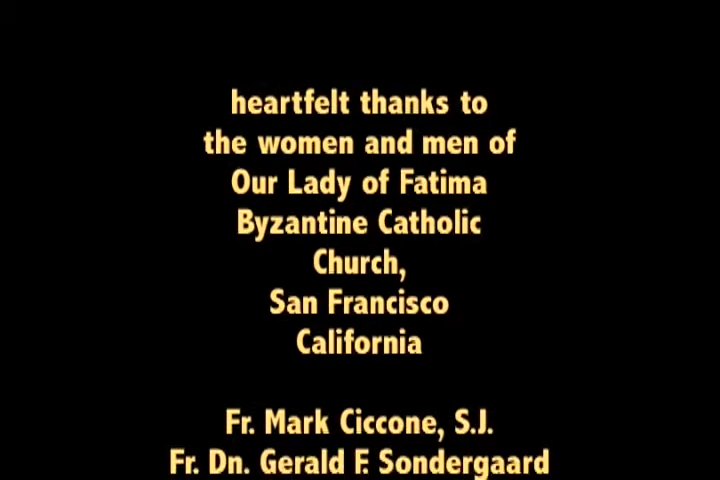 heartfelt thanks to
the women and men of
Our Lady of Fatima
Byzantine Catholic
Church,
San Francisco
California
Fr. Mark Ciccone, S.J.
Fr. Dn. Gerald F. Sondergaard